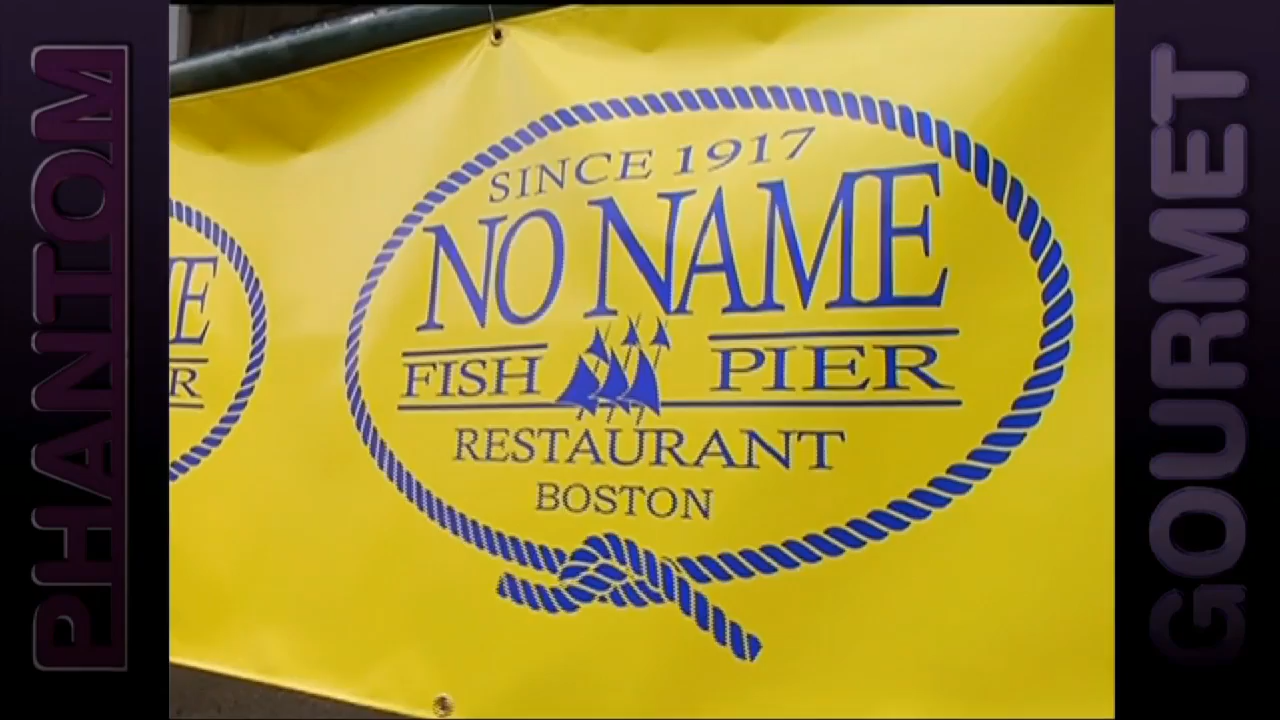 PHANTOM
SINCE 1917
NO NAME
FISH PIER
RESTAURANT
BOSTON
E
R
GOURMET